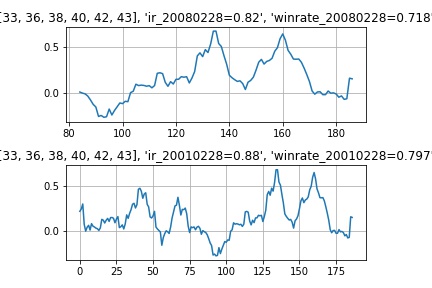 [33, 36, 38, 40, 42, 43], 'ir_20080228=0.82', 'winrate_20080228=0.718'
0.5
0.0
80 100 120 140 160 180
[33, 36, 38, 40, 42, 43], 'ir_20010228=0.88', 'winrate_20010228=0.797'
0.5
0.0
0 25 50 75 100 125 150 175